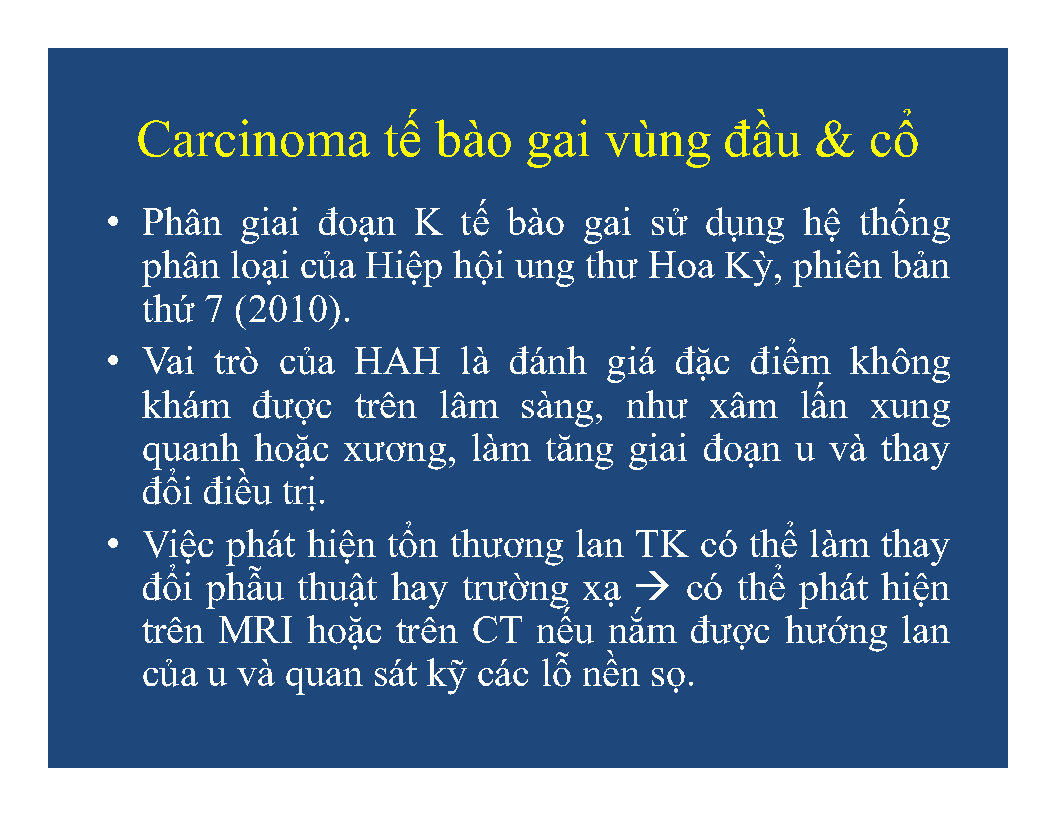 Carcinoma tế bào gai vùng đầu & cổ
• Phân giai đoạn K tế bào gai sử dụng hệ thống
phân loại của Hiệp hội ung thư Hoa Kỳ, phiên bản
thứ 7 (2010).
• Vai trò của HAH là đánh giá đặc điểm không
khám được trên lâm sàng, như xâm lấn xung
quanh hoặc xương, làm tăng giai đoạn u và thay
đổi điều trị.
• Việc phát hiện tổn thương lan TK có thể làm thay
đổi phẫu thuật hay trường xạ → có thể phát hiện
trên MRI hoặc trên CT nếu nắm được hướng lan
của u và quan sát kỹ các lỗ nền sọ.